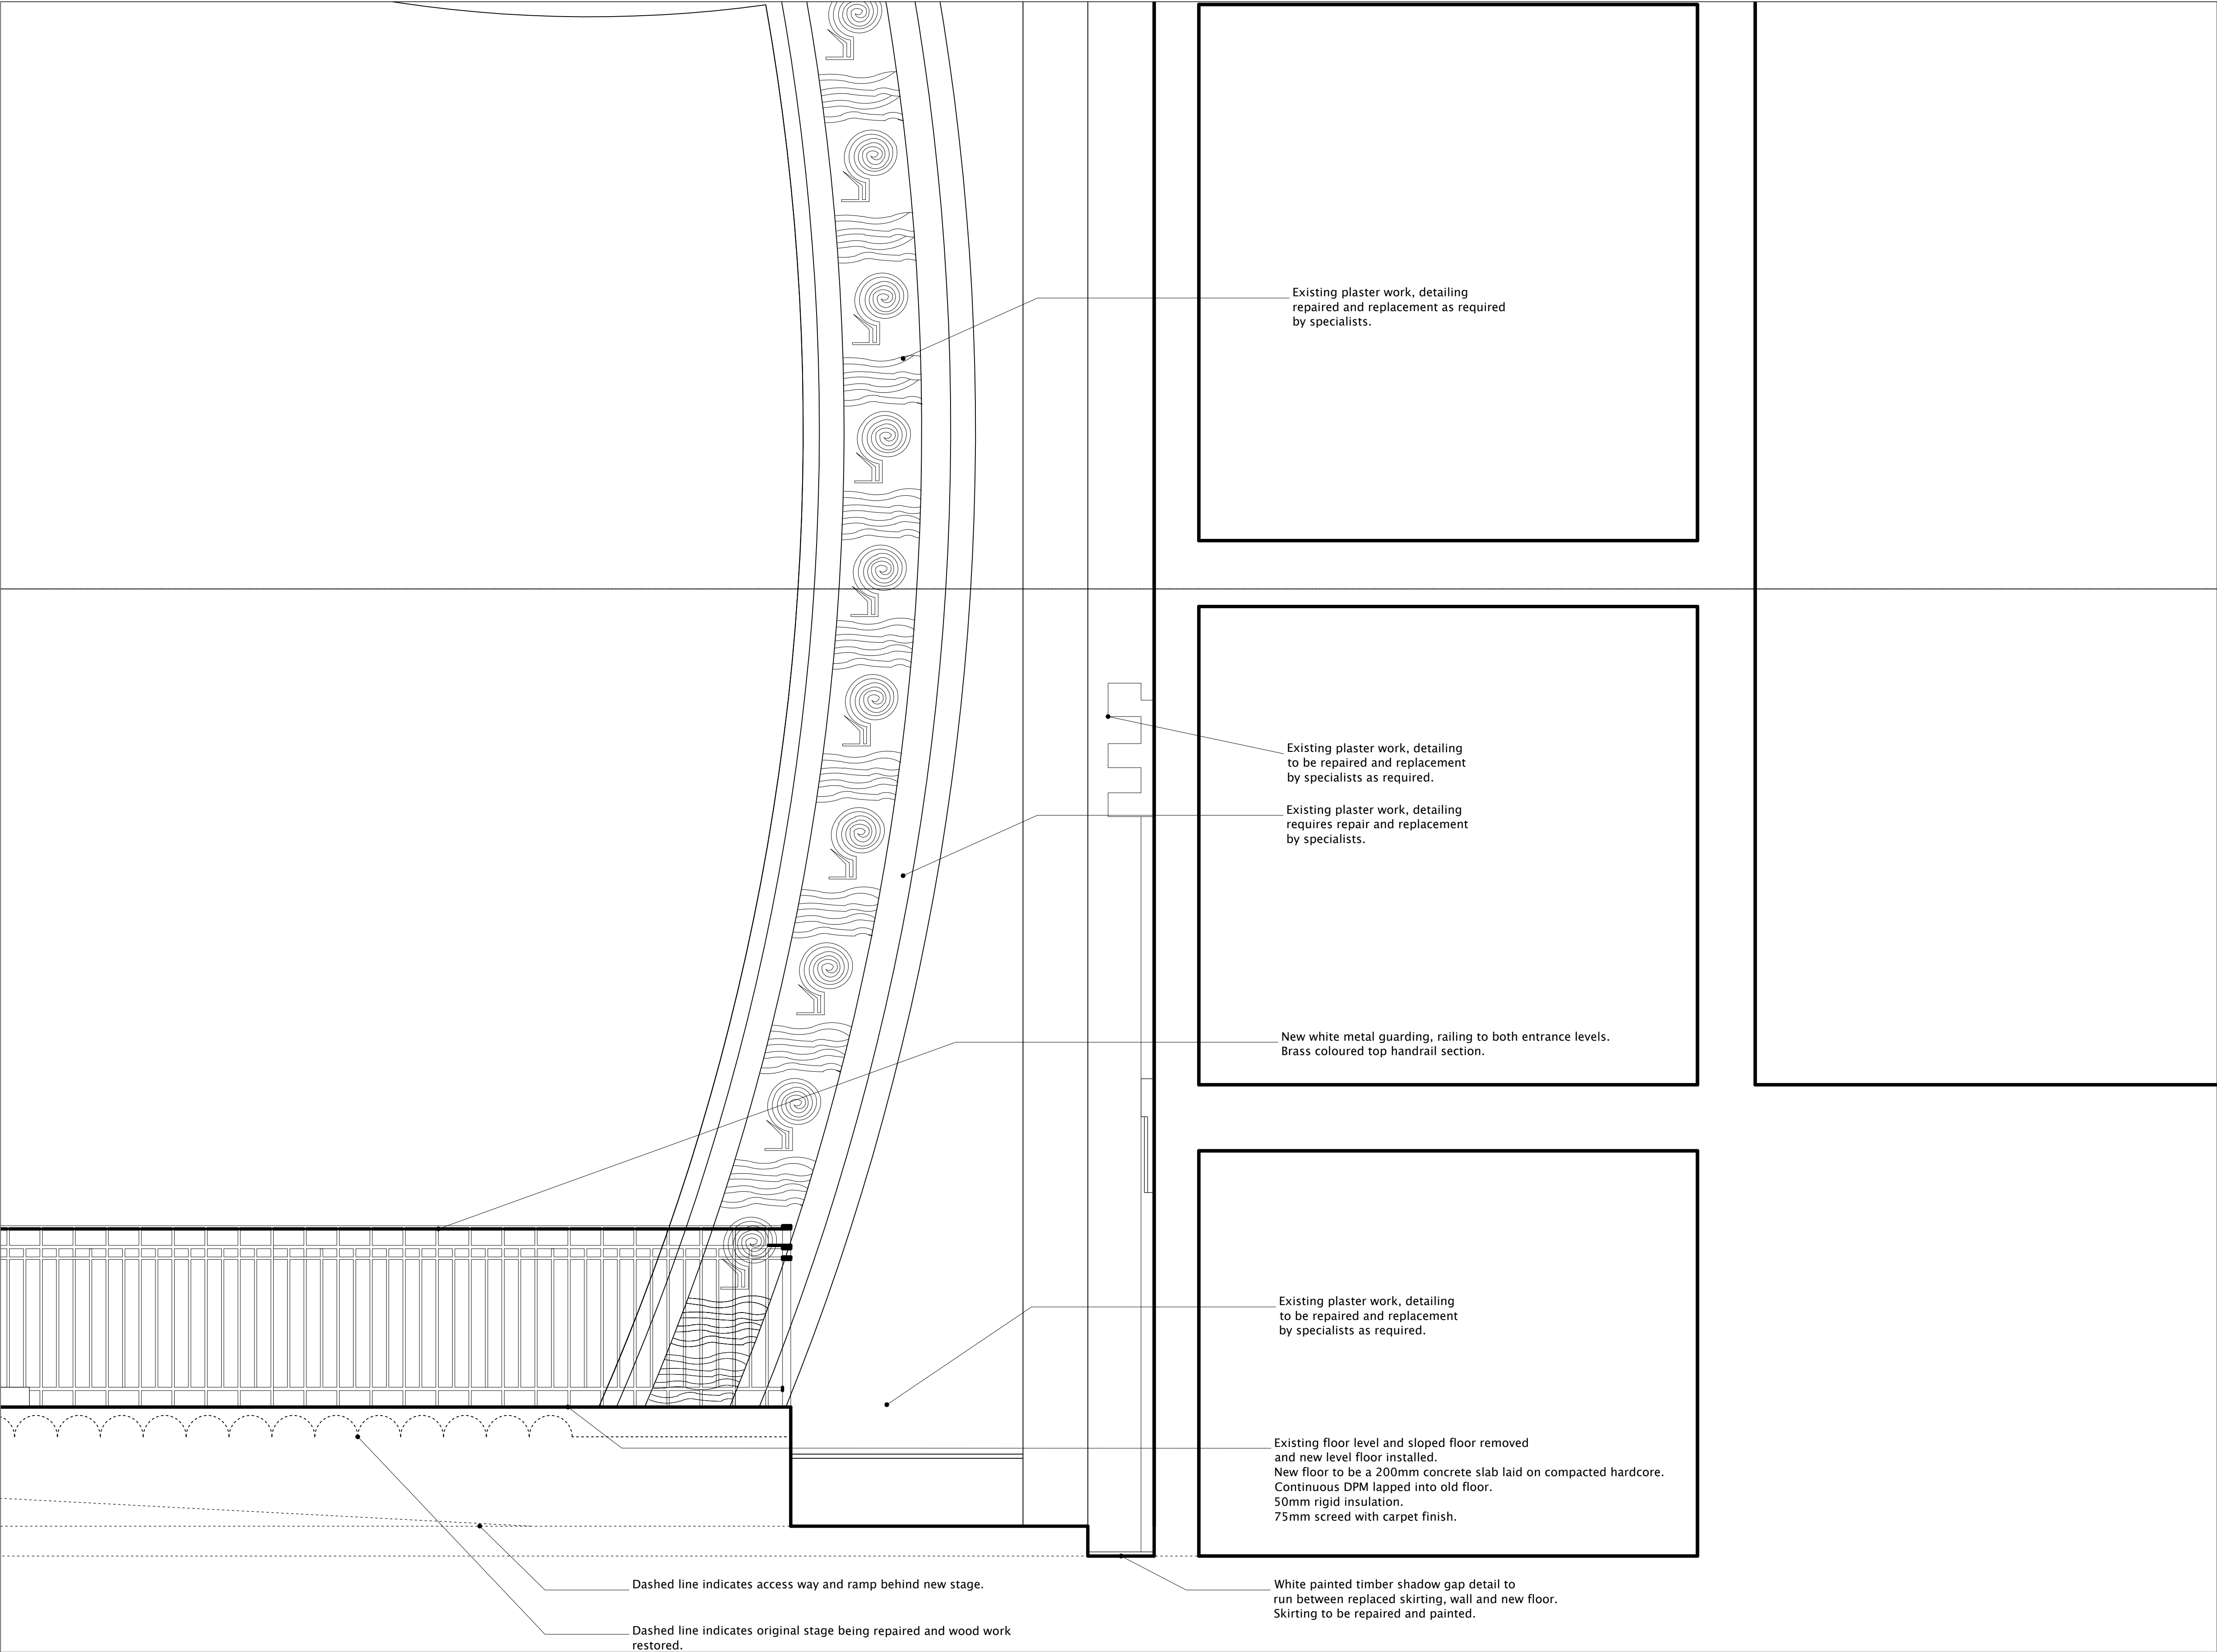 Existing plaster work, detailing
repaired and replacement as required
by specialists.
Existing plaster work, detailing
to be repaired and replacement
by specialists as required.
Existing plaster work, detailing
requires repair and replacement
by specialists.
New white metal guarding, railing to both entrance levels.
Brass coloured top handrail section.
Existing plaster work, detailing
to be repaired and replacement
by specialists as required.
Existing floor level and sloped floor removed
and new level floor installed.
New floor to be a 200mm concrete slab laid on compacted hardcore.
Continuous DPM lapped into old floor.
50mm rigid insulation.
75mm screed with carpet finish.
Dashed line indicates access way and ramp behind new stage.
White painted timber shadow gap detail to
run between replaced skirting, wall and new floor.
Skirting to be repaired and painted.
Dashed line indicates original stage being repaired and wood work
restored.